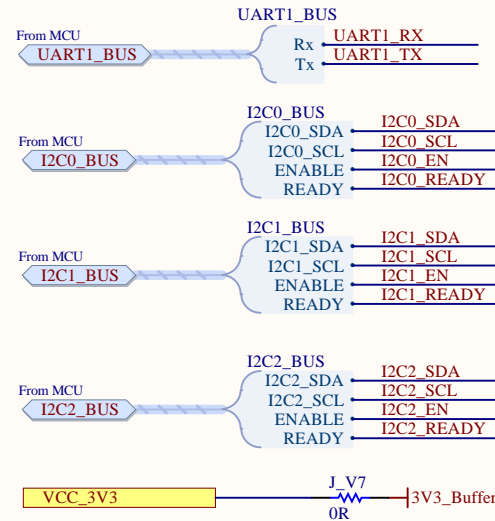 UART1_BUS
From MCU
UART1_BUS
Rx UART1_RX
Tx UART1_TX
I2C0_BUS
From MCU
I2C0_BUS
I2C0_SDA I2C0_SDA
I2C0_SCL I2C0_SCL
ENABLE I2C0_EN
READY I2C0_READY
I2C1_BUS
From MCU
I2C1_BUS
I2C1_SDA I2C1_SDA
I2C1_SCL I2C1_SCL
ENABLE I2C1_EN
READY I2C1_READY
I2C2_BUS
From MCU
I2C2_BUS
I2C2_SDA I2C2_SDA
I2C2_SCL I2C2_SCL
ENABLE I2C2_EN
READY I2C2_READY
J_V7
VCC_3V3 3V3_Buffer
0R